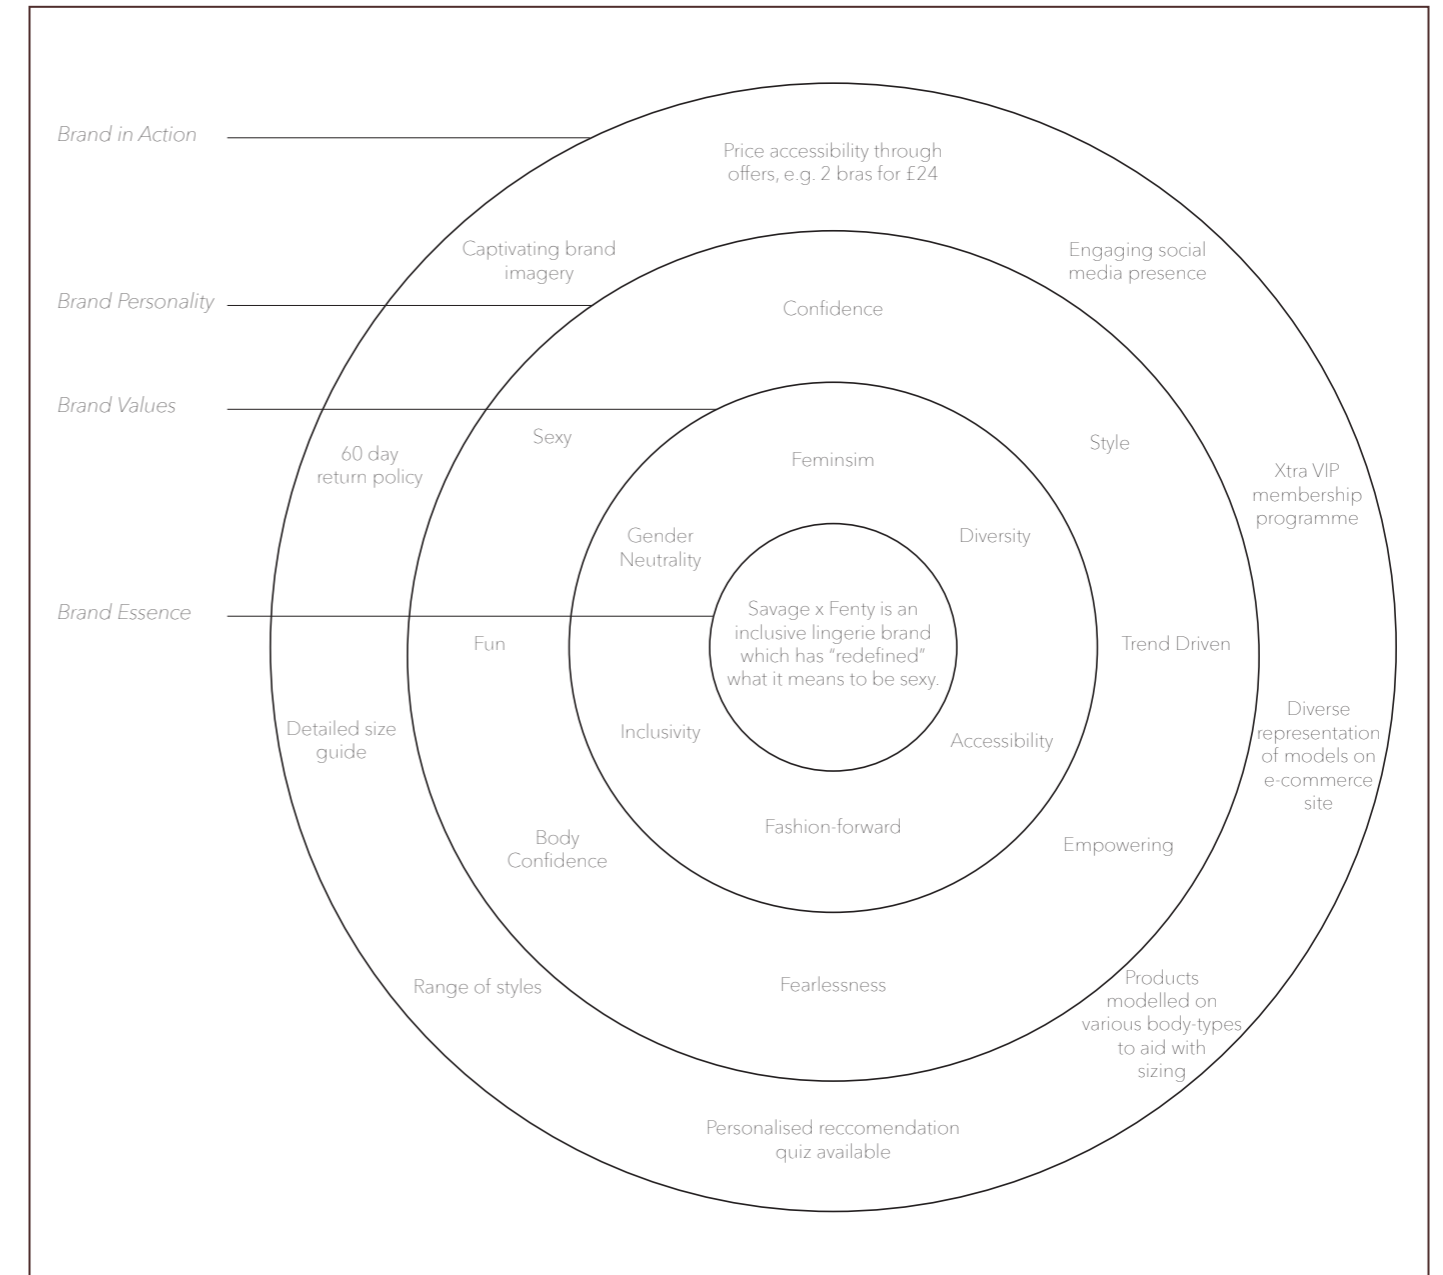 Brand in Action
Brand Personality
Brand Values
Brand Essence
Price accessibility through
offers, e.g. 2 bras for £24
Engaging social
media presence
Xtra VIP
membership
programme
Diverse
representation
of models on
e-commerce
site
Products
modelled on
various body-types
to aid with
sizing
Personalised reccomendation
quiz available
Range of styles
Detailed size
guide
60 day
return policy
Captivating brand
imagery
Confidence
Style
Trend Driven
Empowering
Fearlessness
Body
Confidence
Fun
Sexy
Feminsim
Diversity
Accessibility
Fashion-forward
Inclusivity
Gender
Neutrality
Savage x Fenty is an
inclusive lingerie brand
which has “redefined”
what it means to be sexy.